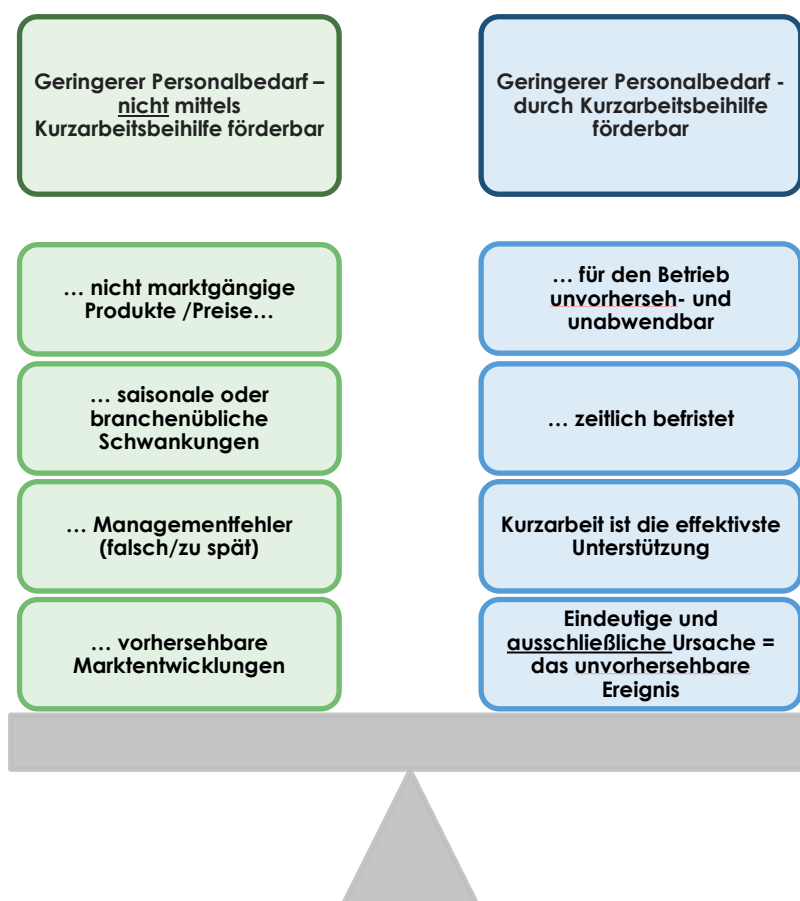 Geringerer Personalbedarf –
nicht mittels
Kurzarbeitsbeihilfe förderbar
Geringerer Personalbedarf -
durch Kurzarbeitsbeihilfe
förderbar
… nicht marktgängige
Produkte /Preise…
… saisonale oder
branchenübliche
Schwankungen
… Managementfehler
(falsch/zu spät)
… vorhersehbare
Marktentwicklungen
… für den Betrieb
unvorherseh- und
unabwendbar
… zeitlich befristet
Kurzarbeit ist die effektivste
Unterstützung
Eindeutige und
ausschließliche Ursache =
das unvorhersehbare
Ereignis